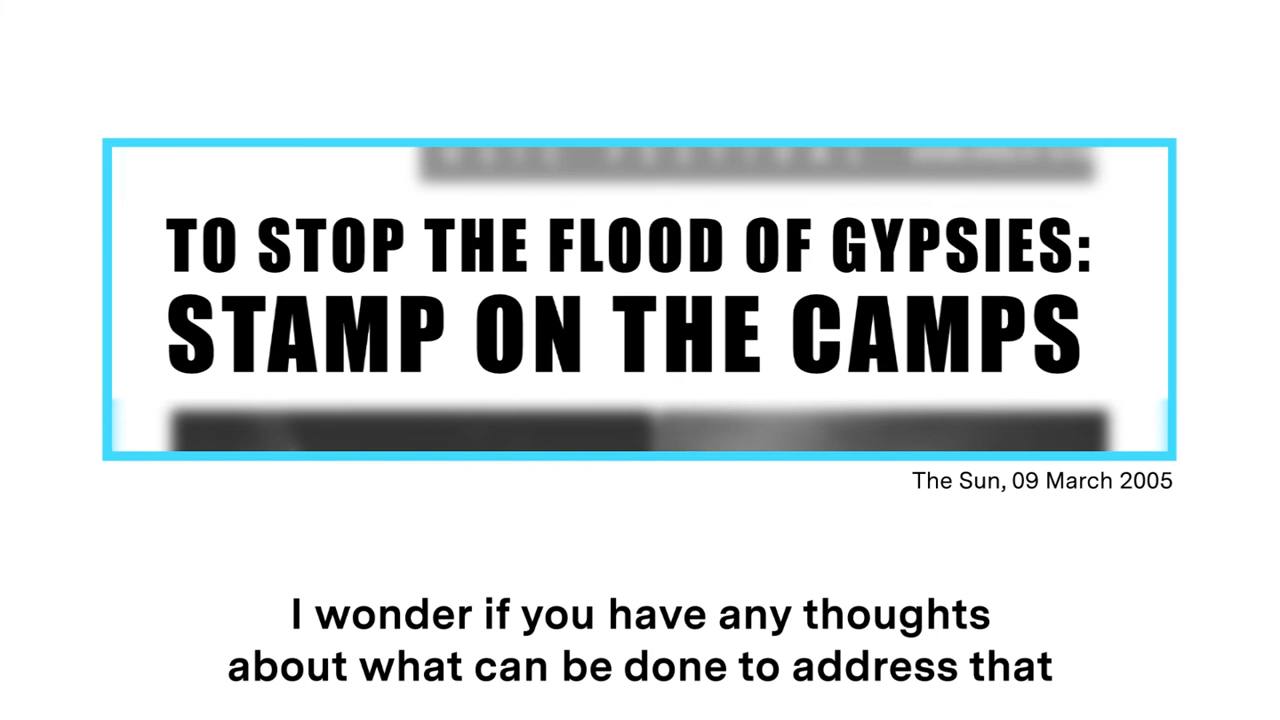 TO STOP THE FLOOD OF GYPSIES:
STAMP ON THE CAMPS
The Sun, 09 March 2005
I wonder if you have any thoughts
about what can be done to address that